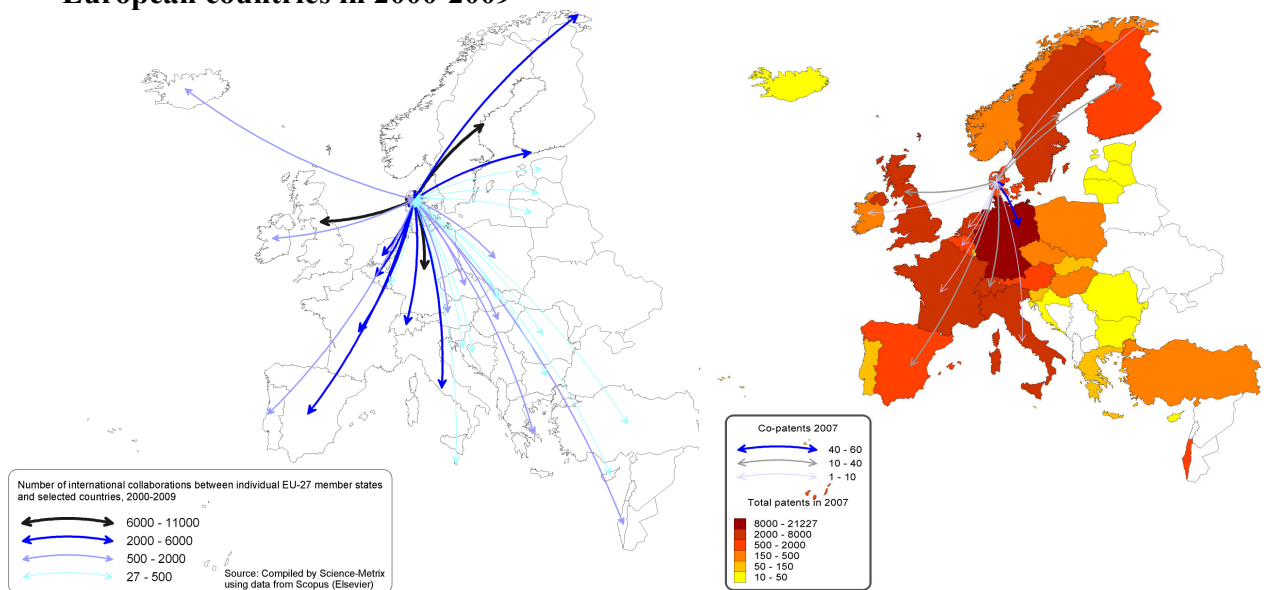 European countries in 2000-2009
Number of international collaborations between individual EU-27 member states
and selected countries, 2000-2009
6000 - 11000
2000 - 6000
500 - 2000
27 - 500
Source: Compiled by Science-Metrix
using data from Scopus (Elsevier)
Co-patents 2007
40 - 60
10 - 40
1 - 10
Total patents in 2007
8000 - 21227
2000 - 8000
500 - 2000
150 - 500
50 - 150
10 - 50